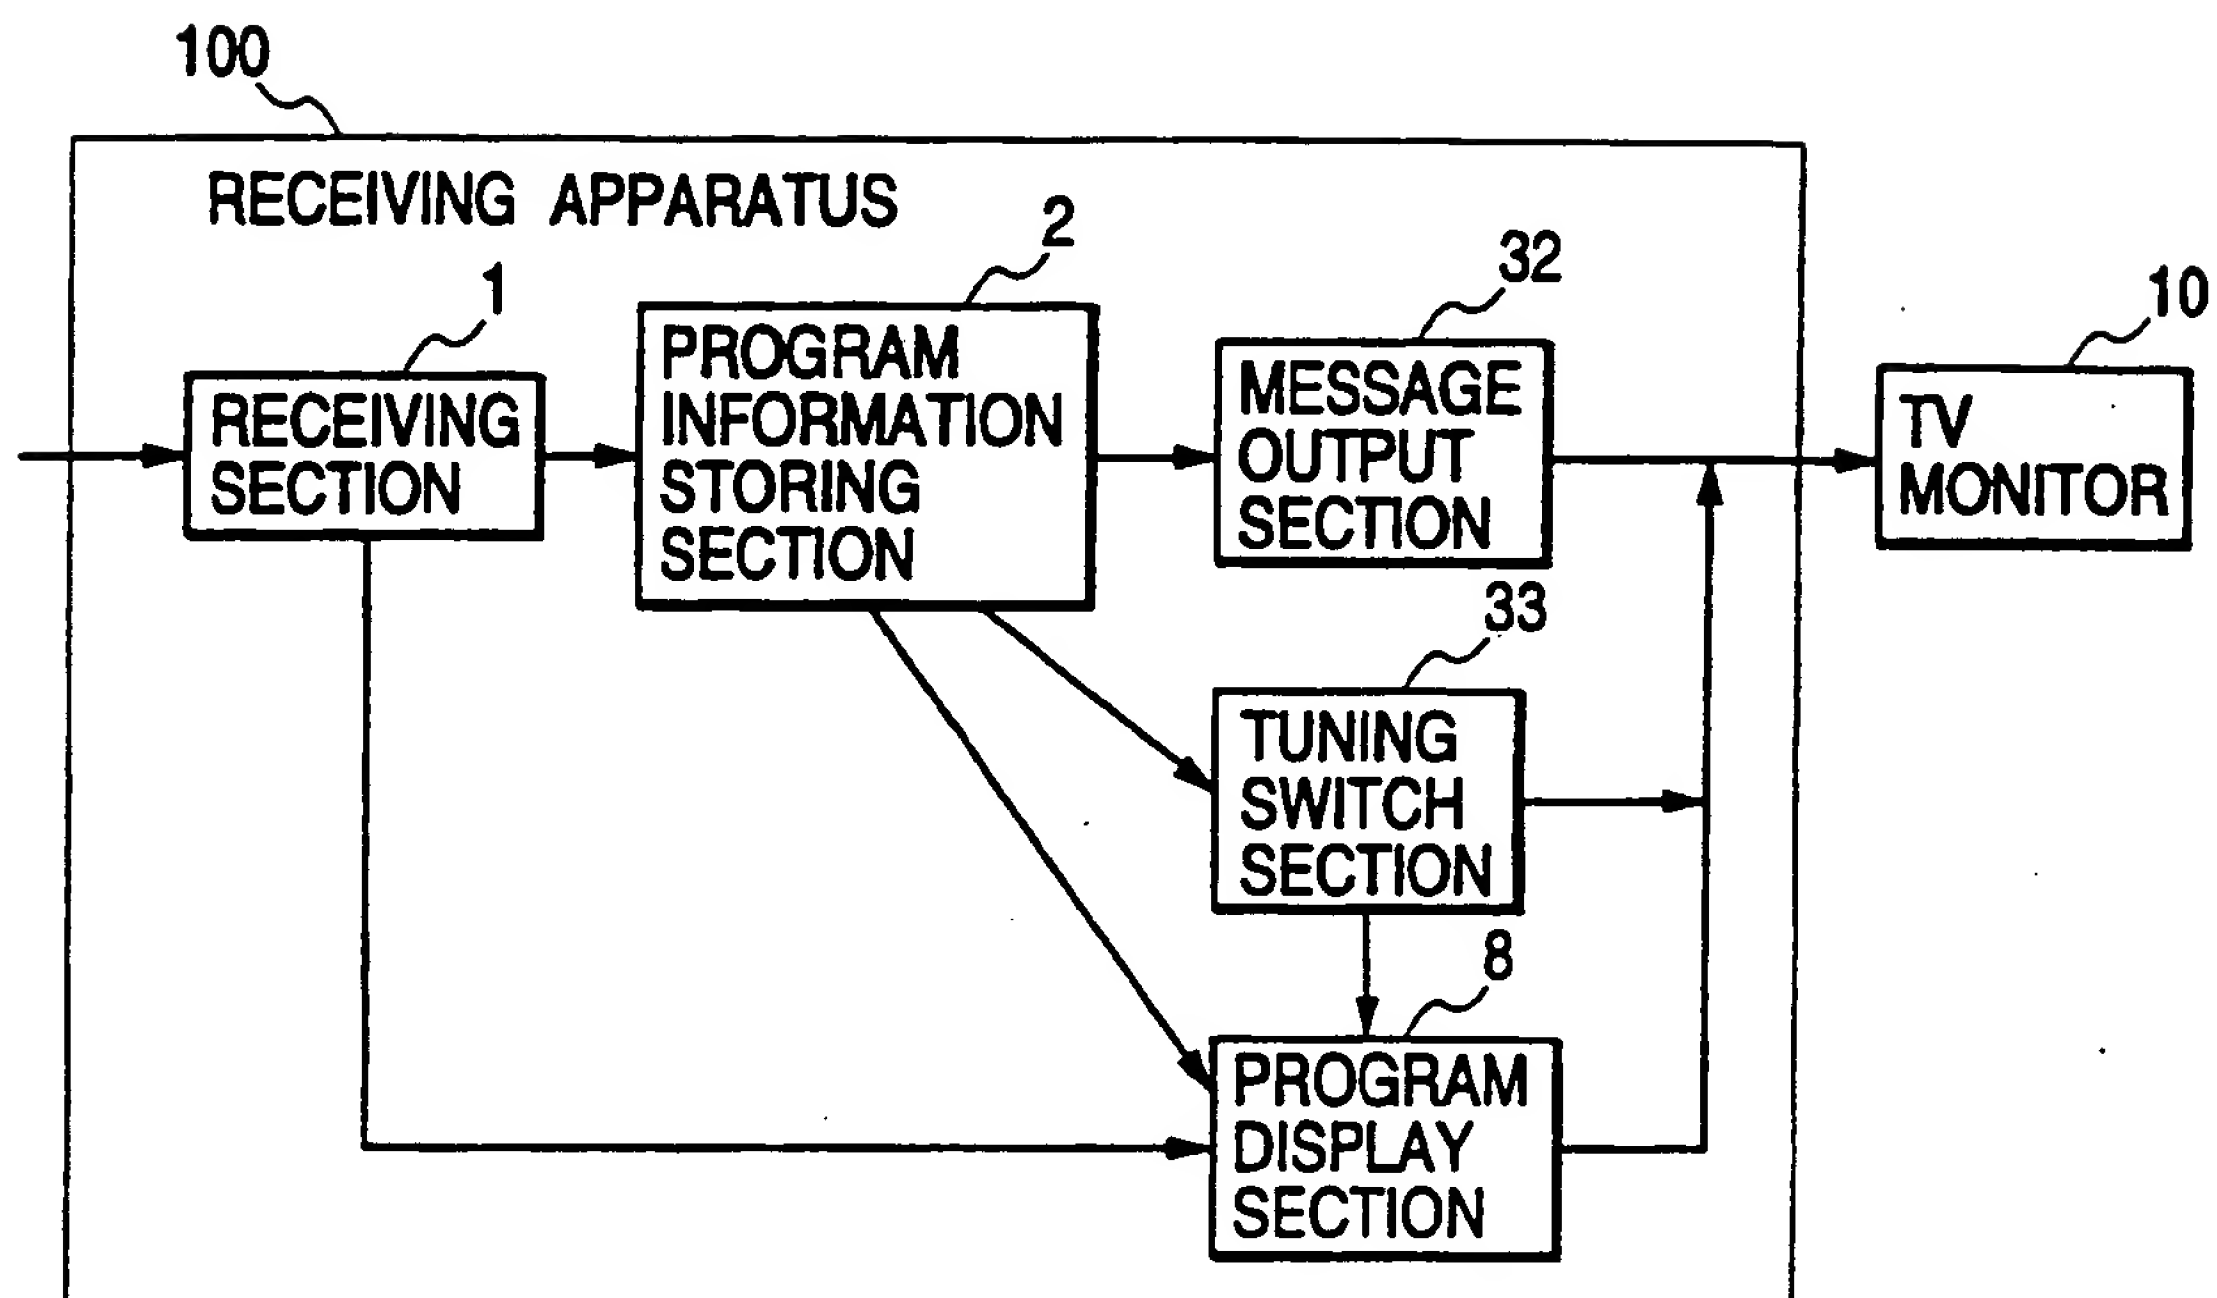 100
RECEIVING APPARATUS
1
RECEIVING
SECTION
2
PROGRAM
INFORMATION
STORING
SECTION
32
MESSAGE
OUTPUT
SECTION
10
TV
MONITOR
33
TUNING
SWITCH
SECTION
8
PROGRAM
DISPLAY
SECTION